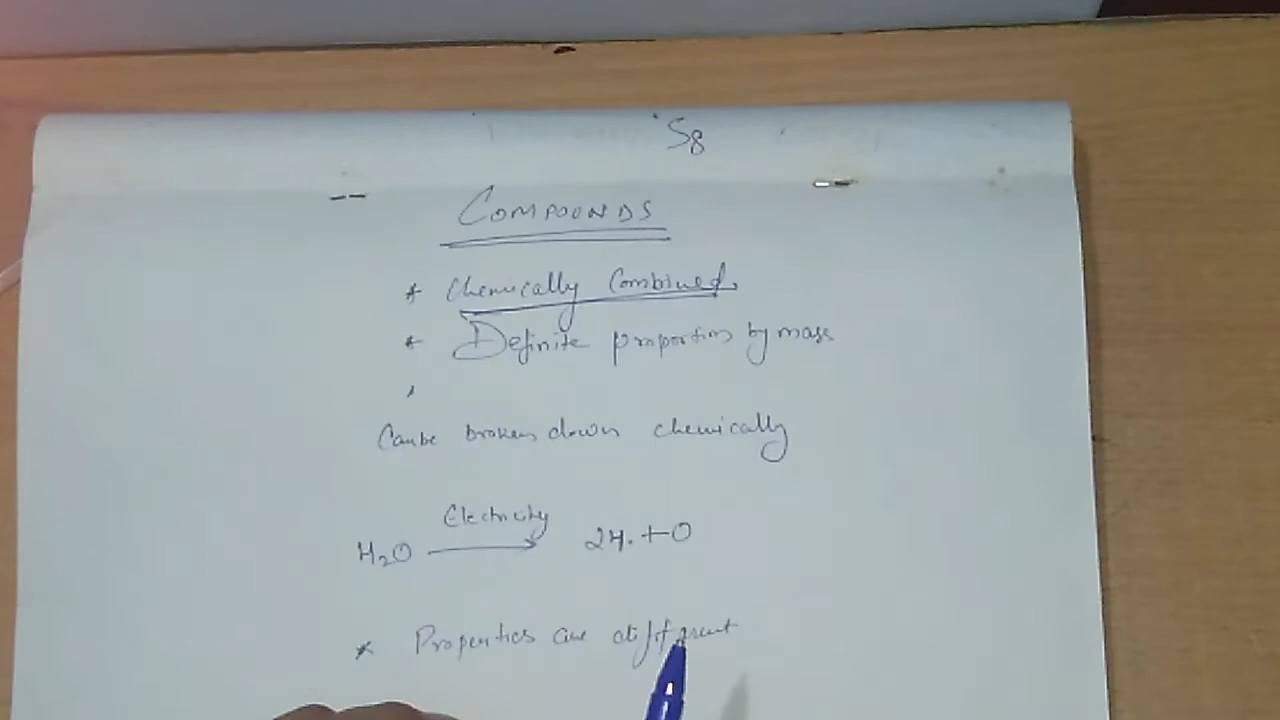 S8
COMPOUNDS
* Chemically Combined.
* Definite proportion by mass
Can be broken down chemically
Electricity
H2O → 2H. + O
* Properties are different